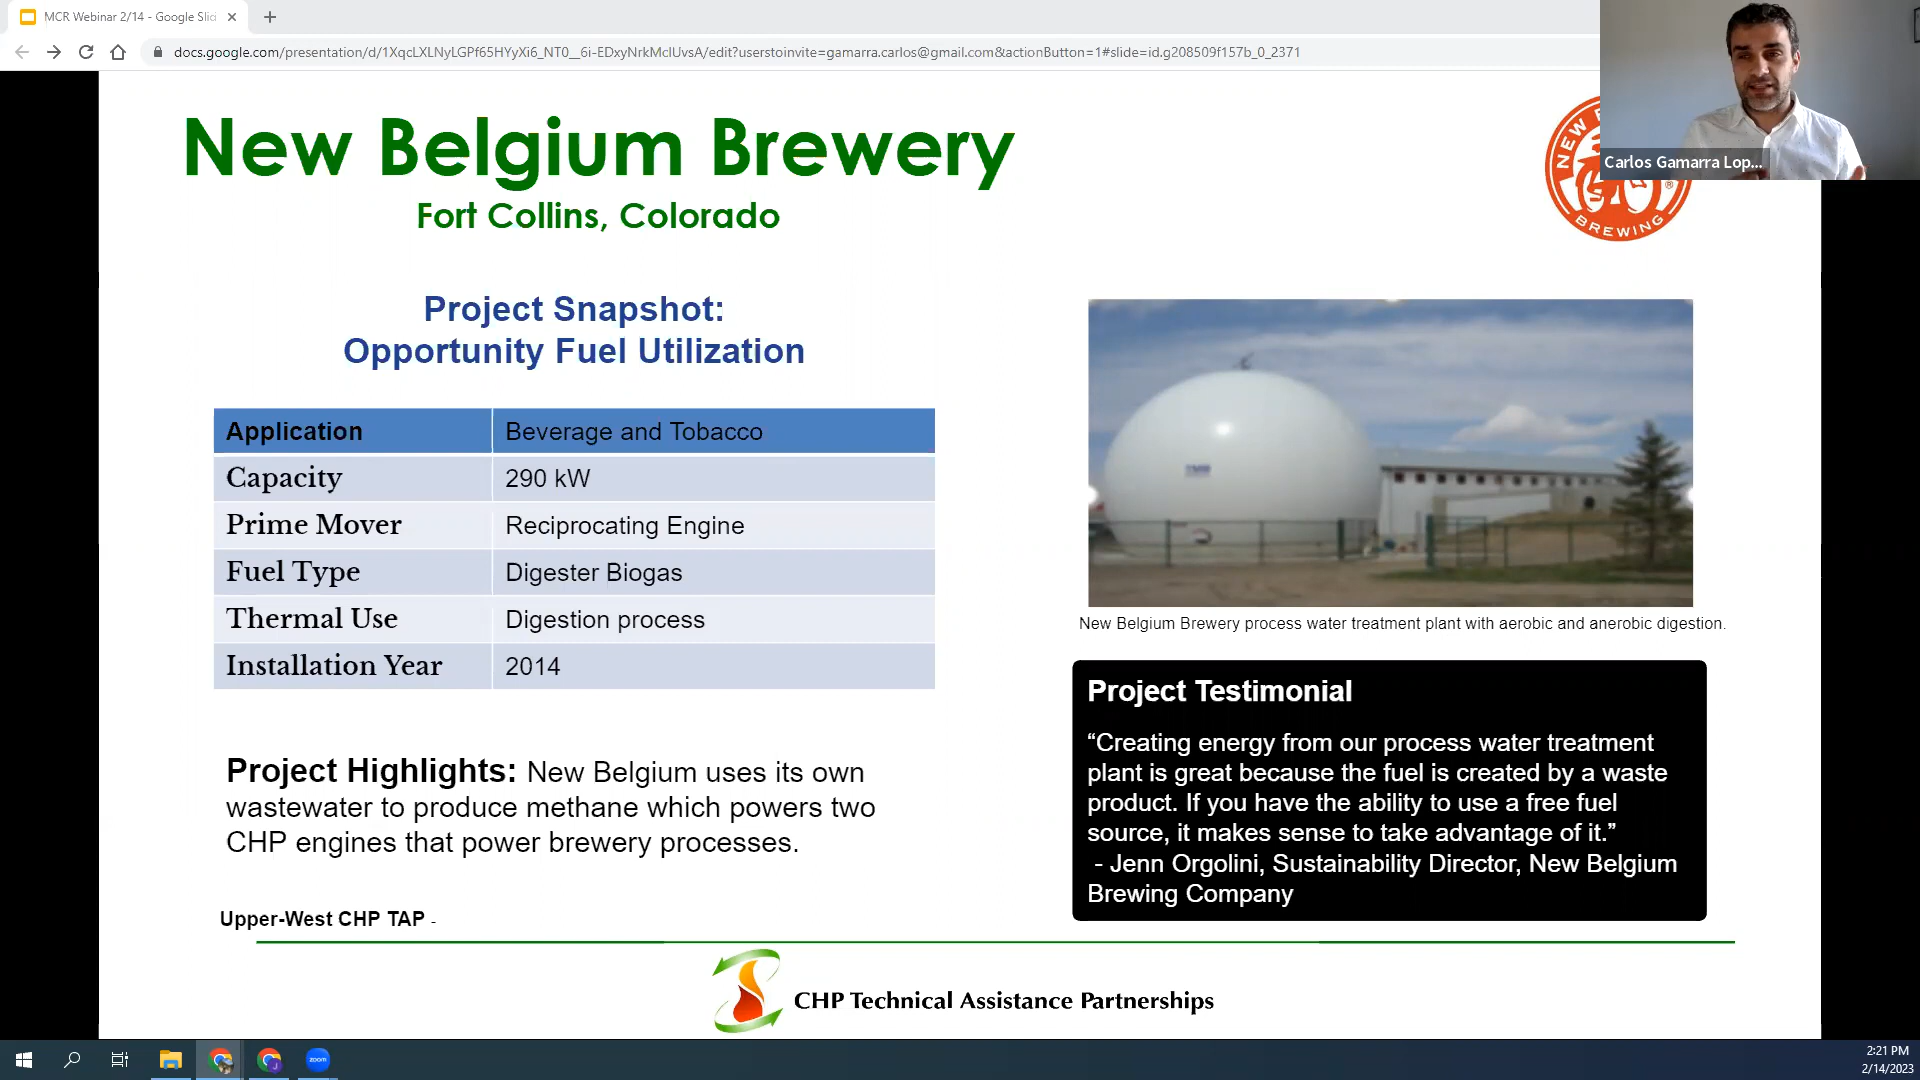 MCR Webinar 2/14 - Google Slid
docs.google.com/presentation/d/1XqcLXLNyLGPf65HYyXi6_NT0__6i-EDxyNrkMclUvsA/edit?userstoinvite=gamarra.carlos@gmail.com&actionButton=1#slide=id.g208509f157b_0_2371
Carlos Gamarra Lop...
New Belgium Brewery
Fort Collins, Colorado
NEW
BREWING
®
Project Snapshot:
Opportunity Fuel Utilization
Application Beverage and Tobacco
Capacity 290 kW
Prime Mover Reciprocating Engine
Fuel Type Digester Biogas
Thermal Use Digestion process
Installation Year 2014
New Belgium Brewery process water treatment plant with aerobic and anerobic digestion.
Project Testimonial
“Creating energy from our process water treatment
plant is great because the fuel is created by a waste
product. If you have the ability to use a free fuel
source, it makes sense to take advantage of it.”
- Jenn Orgolini, Sustainability Director, New Belgium
Brewing Company
Project Highlights: New Belgium uses its own
wastewater to produce methane which powers two
CHP engines that power brewery processes.
Upper-West CHP TAP -
CHP Technical Assistance Partnerships
zoom
2:21 PM
2/14/2023